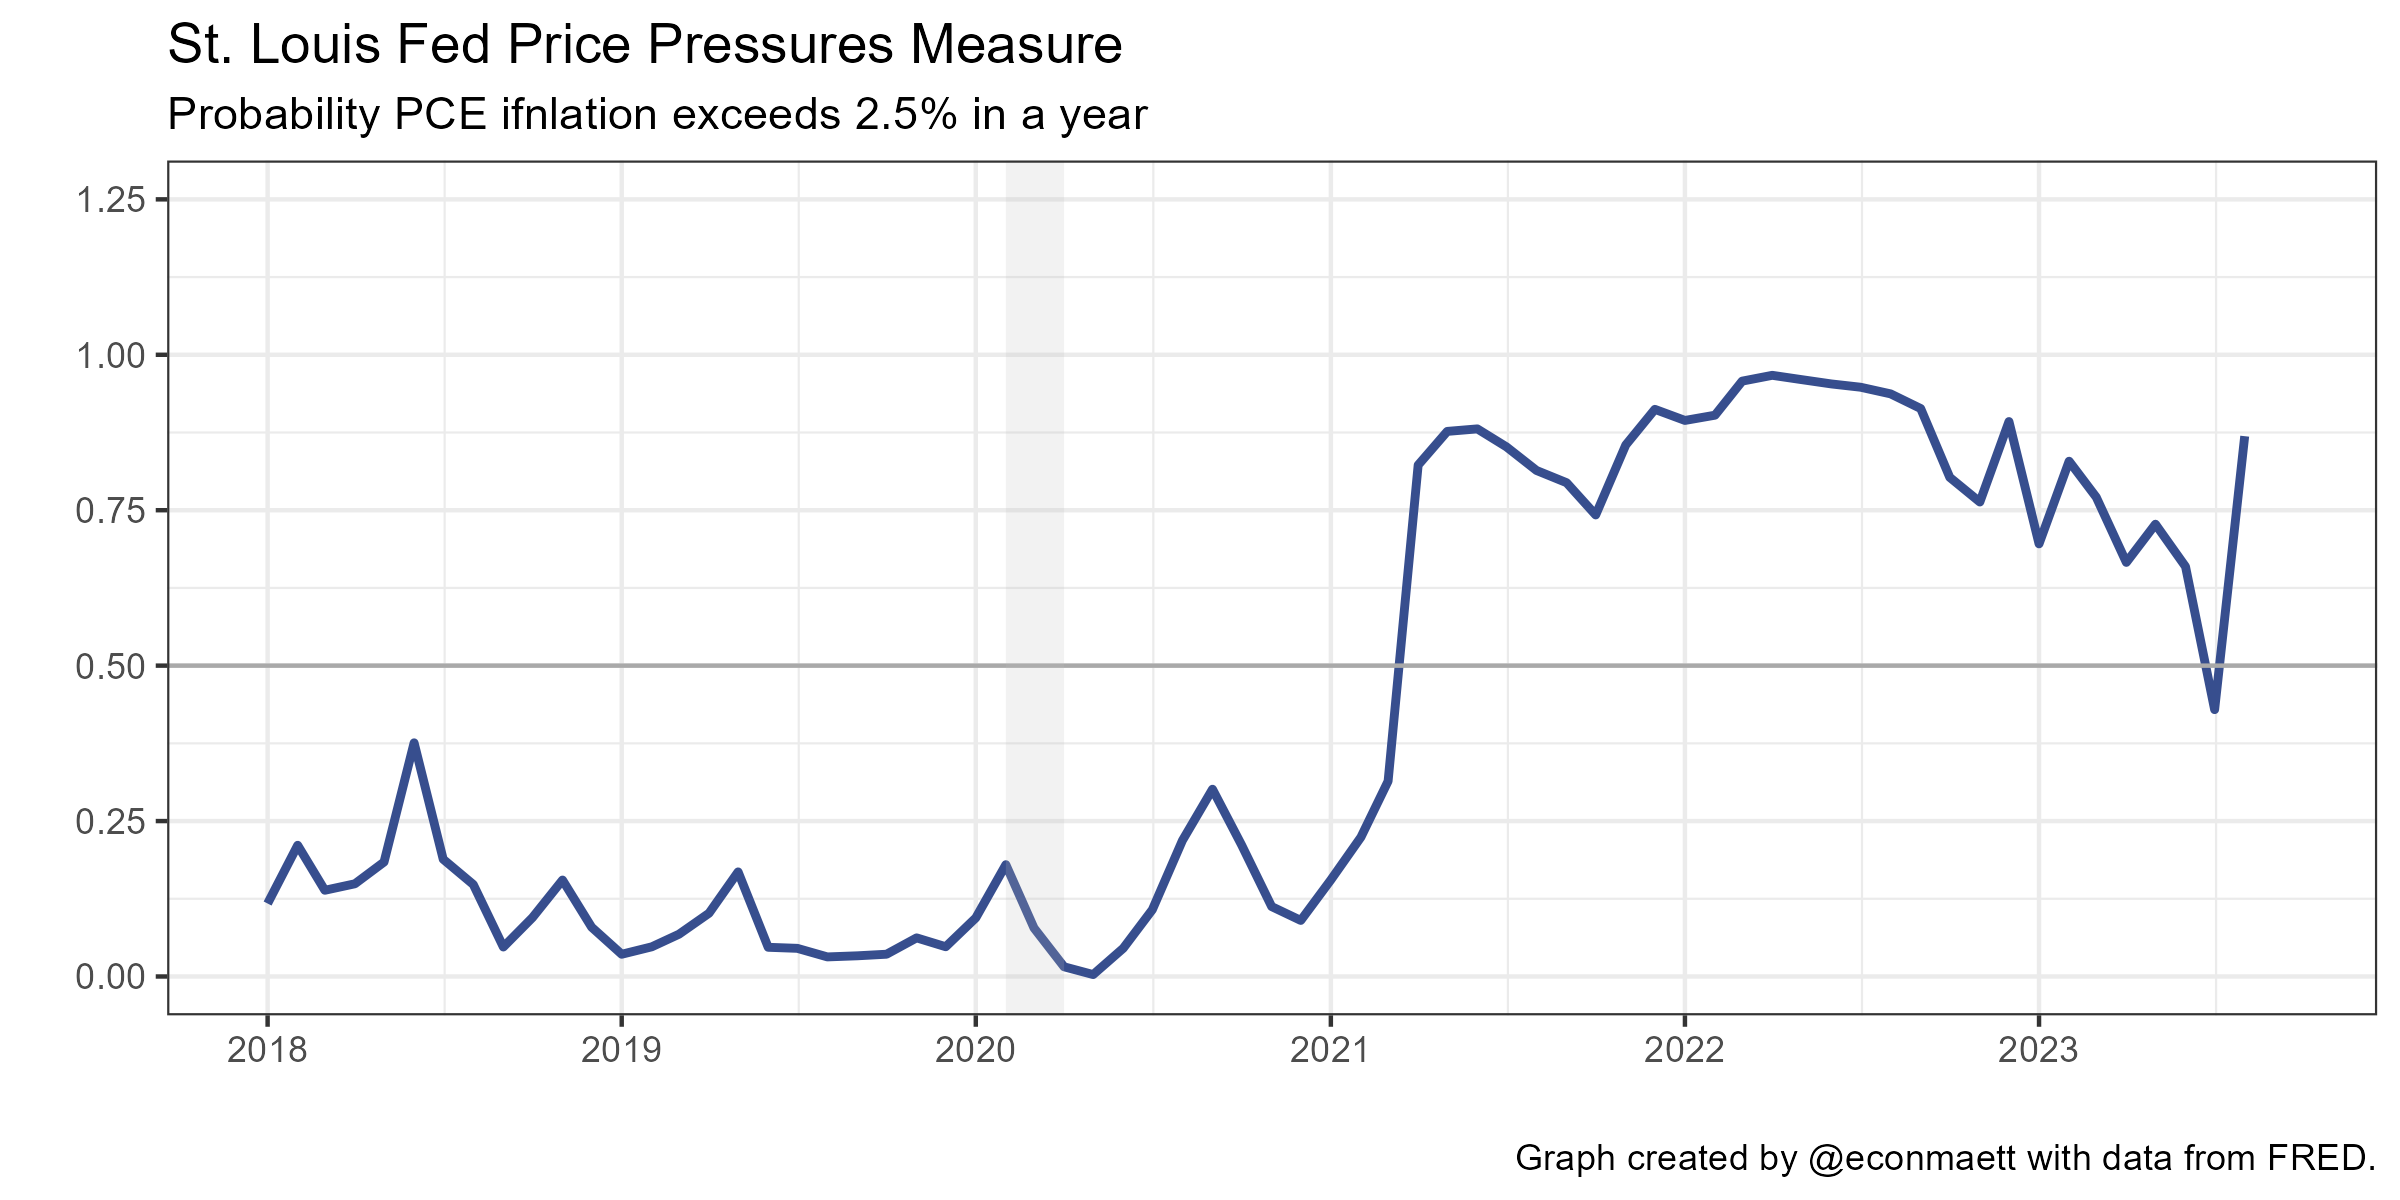 St. Louis Fed Price Pressures Measure
Probability PCE ifnlation exceeds 2.5% in a year
1.25
1.00
0.75
0.50
0.25
0.00
2018 2019 2020 2021 2022 2023
Graph created by @econmaett with data from FRED.